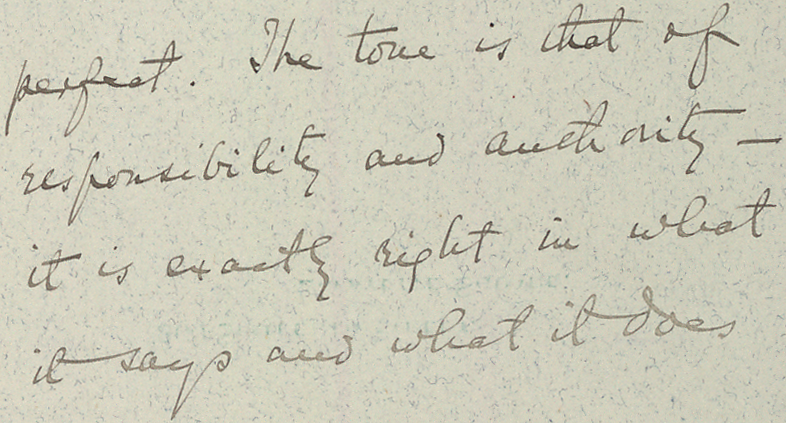 perfect. The tone is that of
responsibility and authority —
it is exactly right in what
it says and what it does